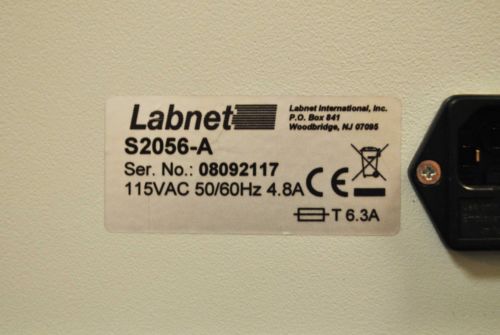 Labnet
Labnet International, Inc.
P.O. Box 841
Woodbridge, NJ 07095
S2056-A
Ser. No.: 08092117
115VAC 50/60Hz 4.8A
CE
T 6.3A